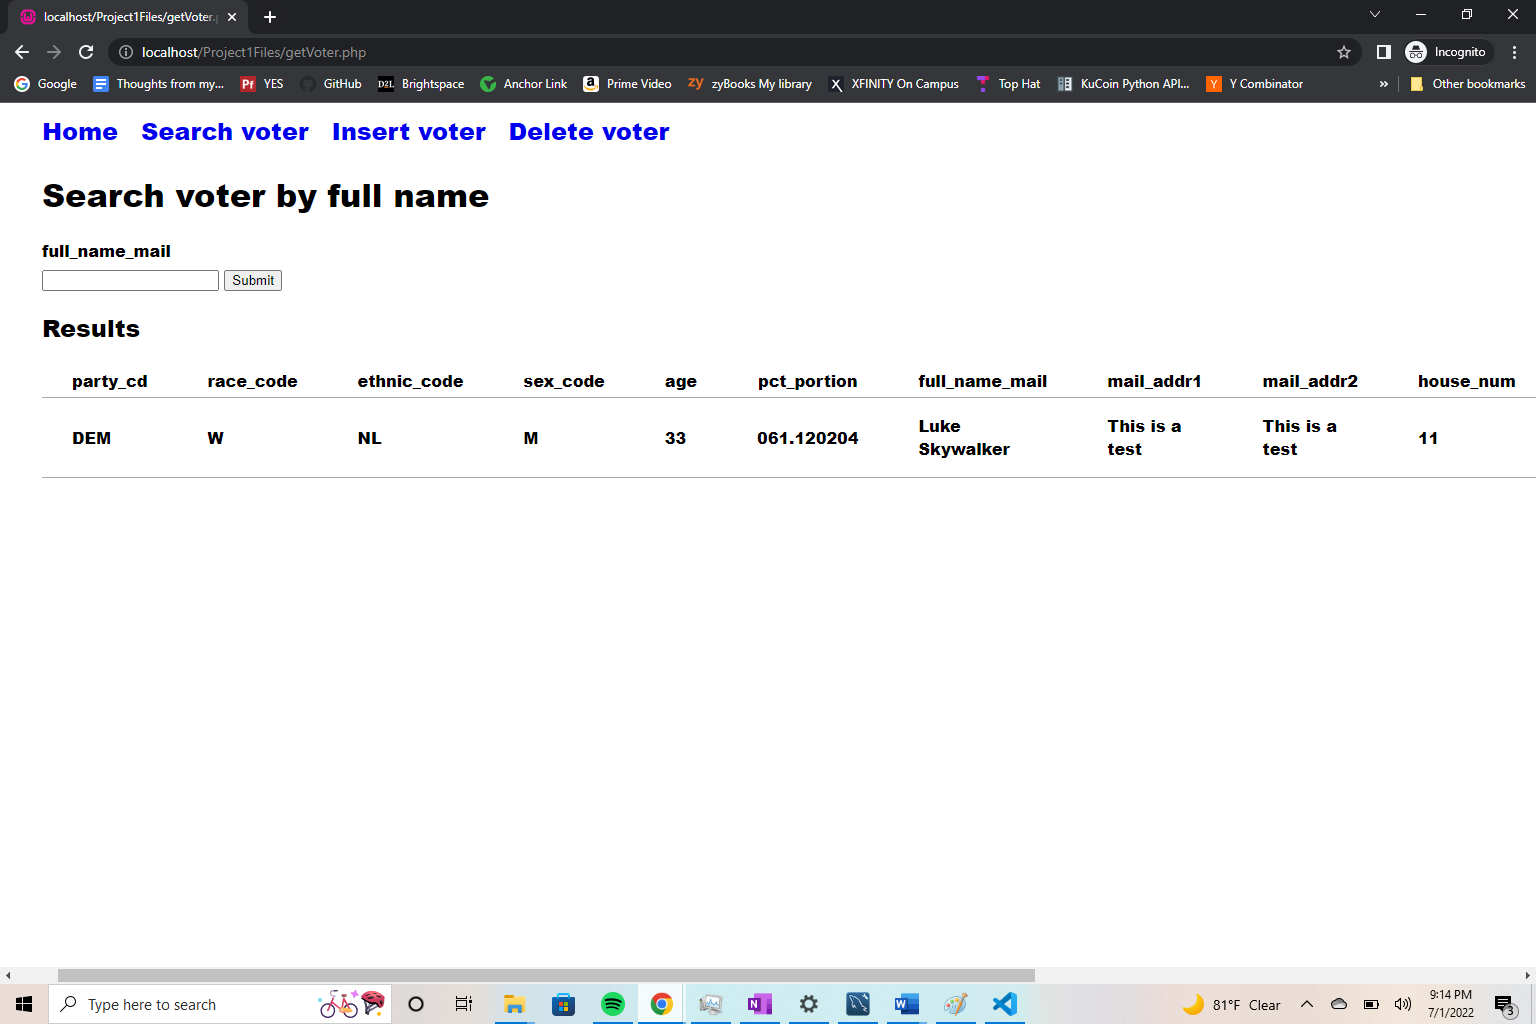 localhost/Project1Files/getVoter.p
localhost/Project1Files/getVoter.php
Incognito
Google
Thoughts from my...
Pf YES
GitHub
D2L Brightspace
Anchor Link
a Prime Video
zy zyBooks My library
X XFINITY On Campus
Top Hat
KuCoin Python API...
Y Y Combinator
»
Other bookmarks
Home Search voter Insert voter Delete voter
Search voter by full name
full_name_mail
Submit
Results
party_cd race_code ethnic_code sex_code age pct_portion full_name_mail mail_addr1 mail_addr2 house_num
DEM W NL M 33 061.120204 Luke Skywalker This is a test This is a test 11
Type here to search
81°F Clear
9:14 PM
7/1/2022
3